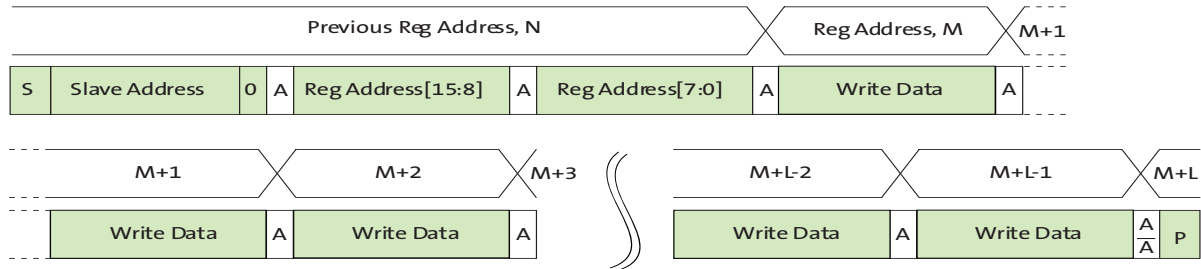 Previous Reg Address, N Reg Address, M M+1
S Slave Address 0 A Reg Address[15:8] A Reg Address[7:0] A Write Data A
M+1 M+2 M+3 M+L-2 M+L-1 M+L
Write Data A Write Data A Write Data A Write Data A/A̅ P